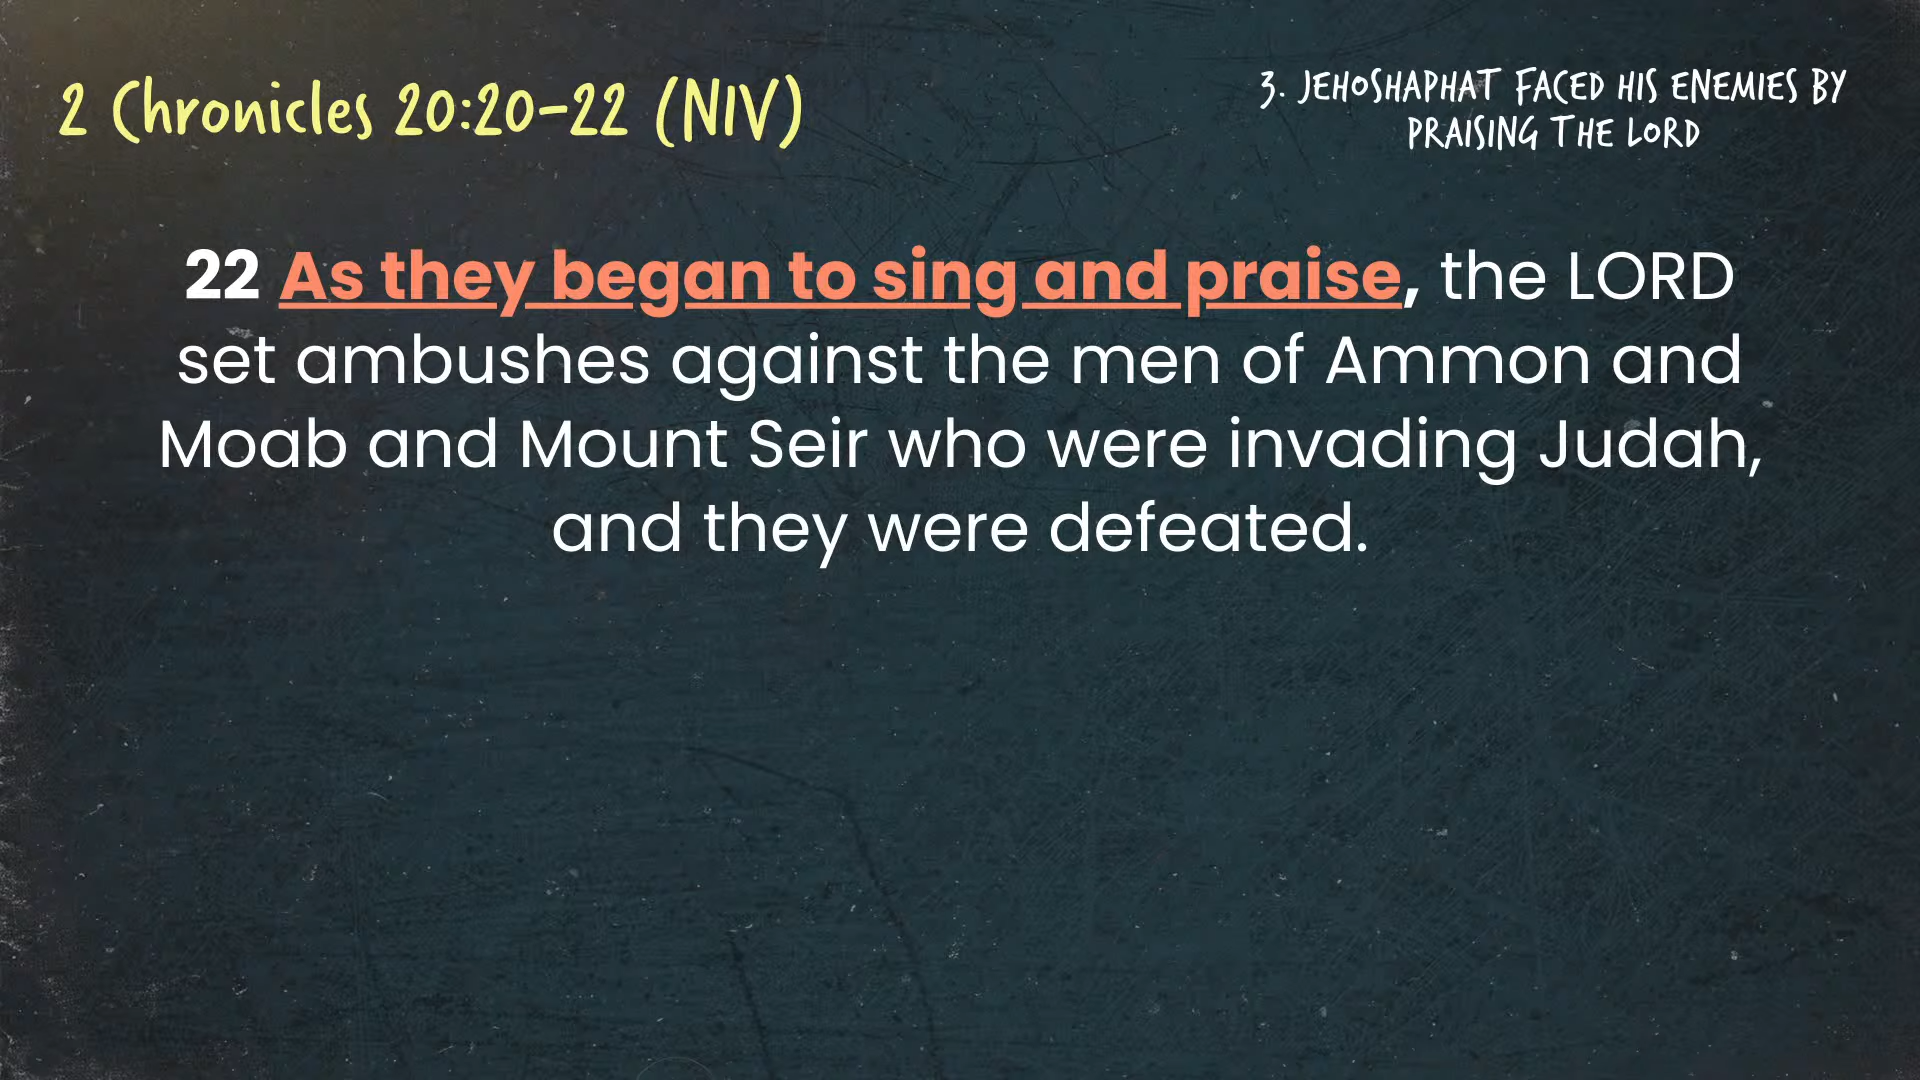 2 Chronicles 20:20-22 (NIV)
3. JEHOSHAPHAT FACED HIS ENEMIES BY
PRAISING THE LORD
22 As they began to sing and praise, the LORD
set ambushes against the men of Ammon and
Moab and Mount Seir who were invading Judah,
and they were defeated.